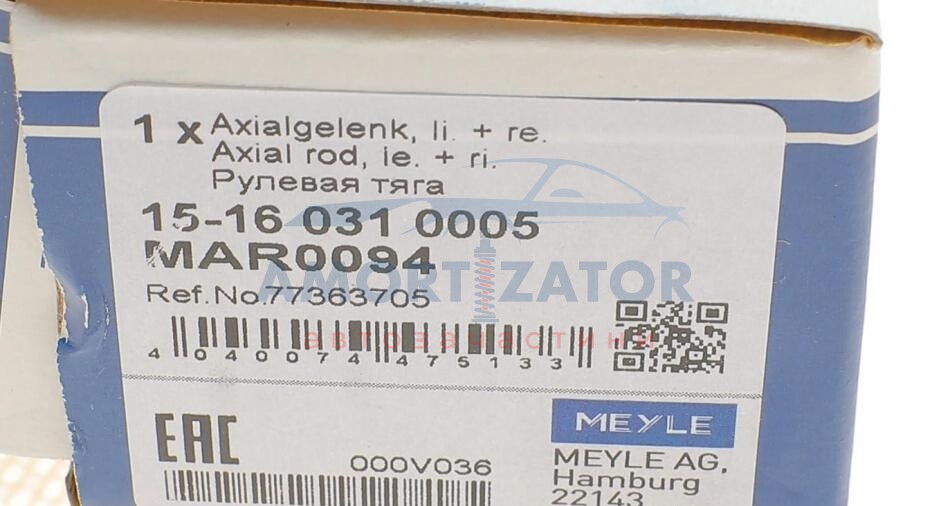 1 x Axialgelenk, li. + re.
Axial rod, le. + ri.
Рулевая тяга
15-16 031 0005
MAR0094
AMORTIZATOR
Ref.No.77363705
автозапчастини
4 040074 475133
EAC
MEYLE
000V036
MEYLE AG,
Hamburg
22143